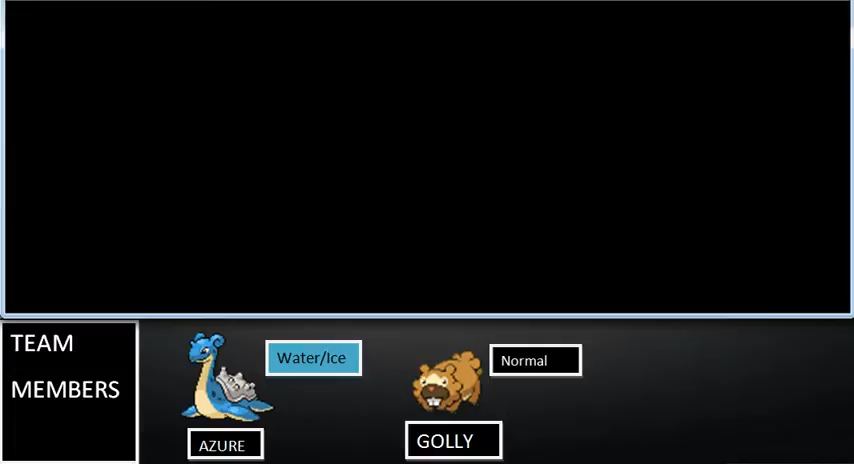 TEAM
MEMBERS
Water/Ice
Normal
AZURE
GOLLY